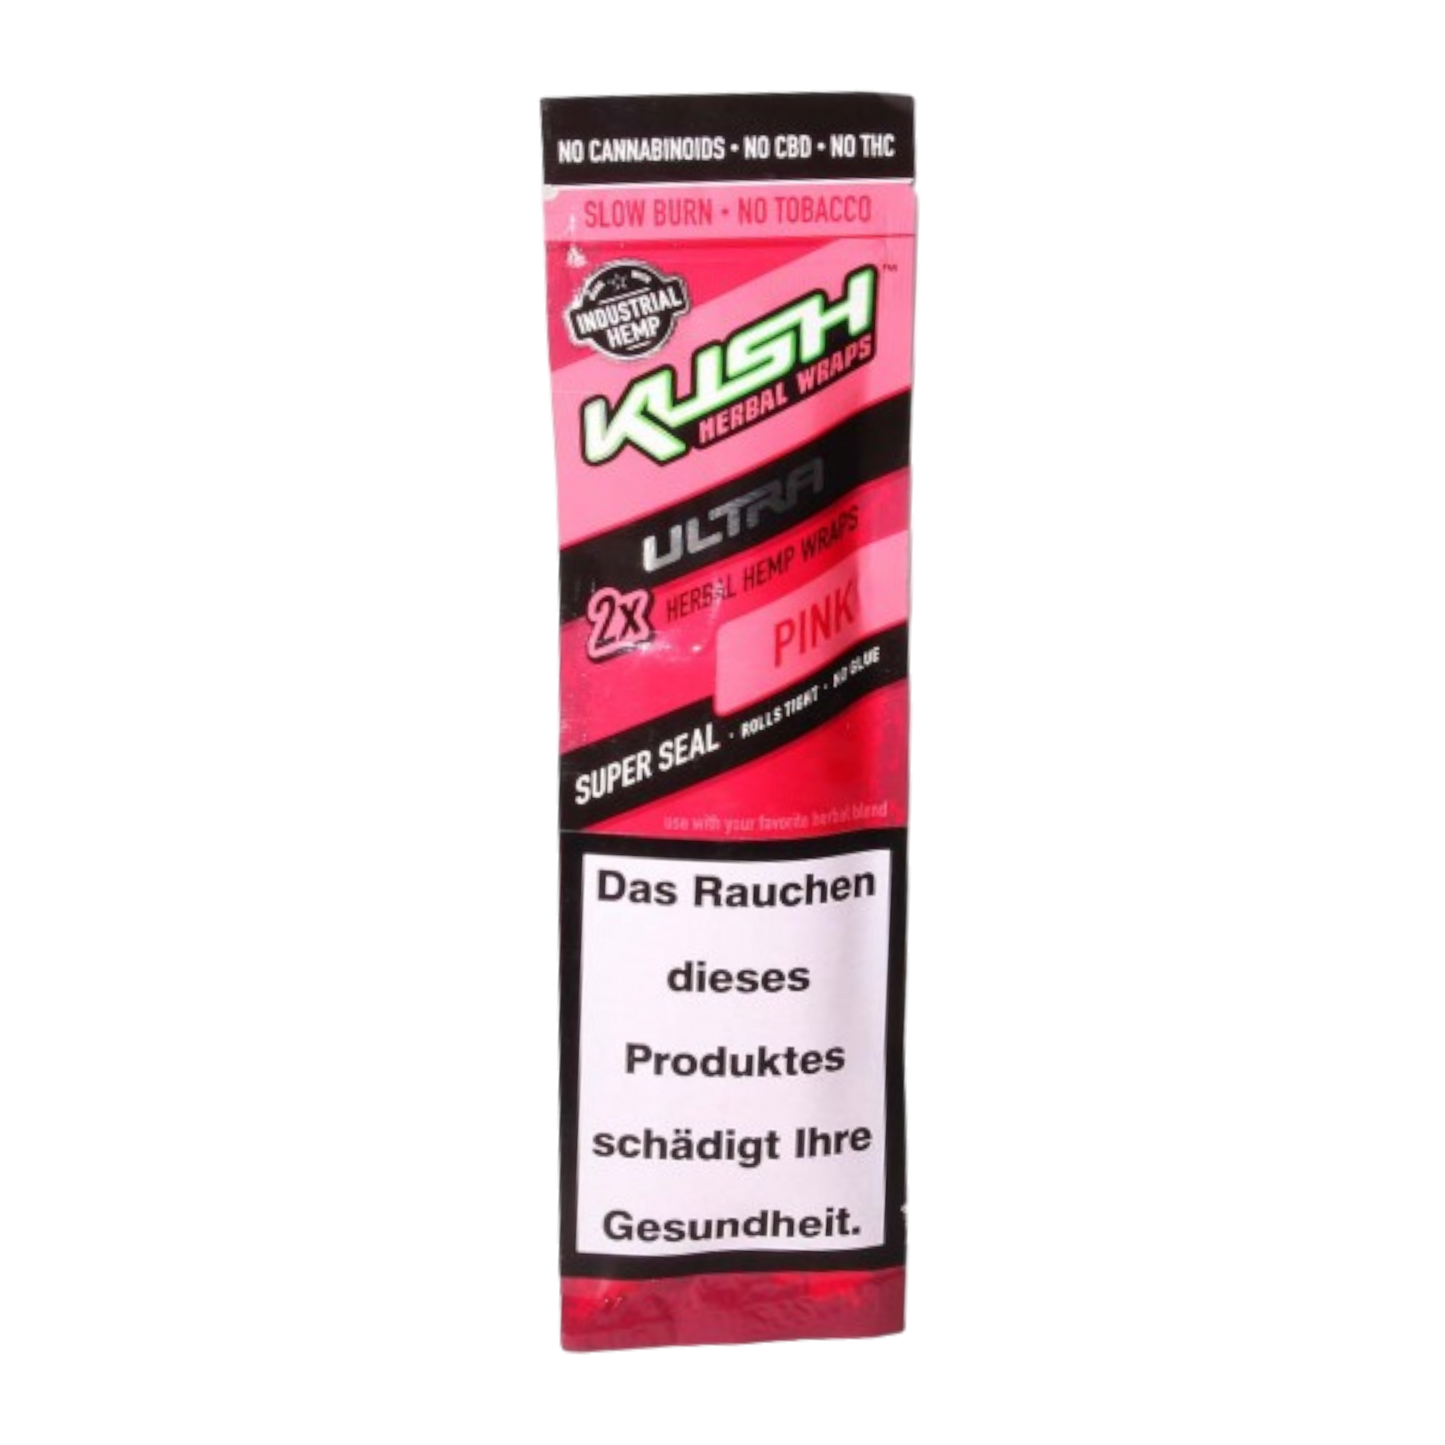 NO CANNABINOIDS • NO CBD • NO THC
SLOW BURN • NO TOBACCO
INDUSTRIAL
HEMP
KUSH™
HERBAL WRAPS
ULTRA
2x HERBAL HEMP WRAPS
PINK
SUPER SEAL · ROLLS TIGHT · NO GLUE
use with your favorite herbal blend
Das Rauchen
dieses
Produktes
schädigt Ihre
Gesundheit.